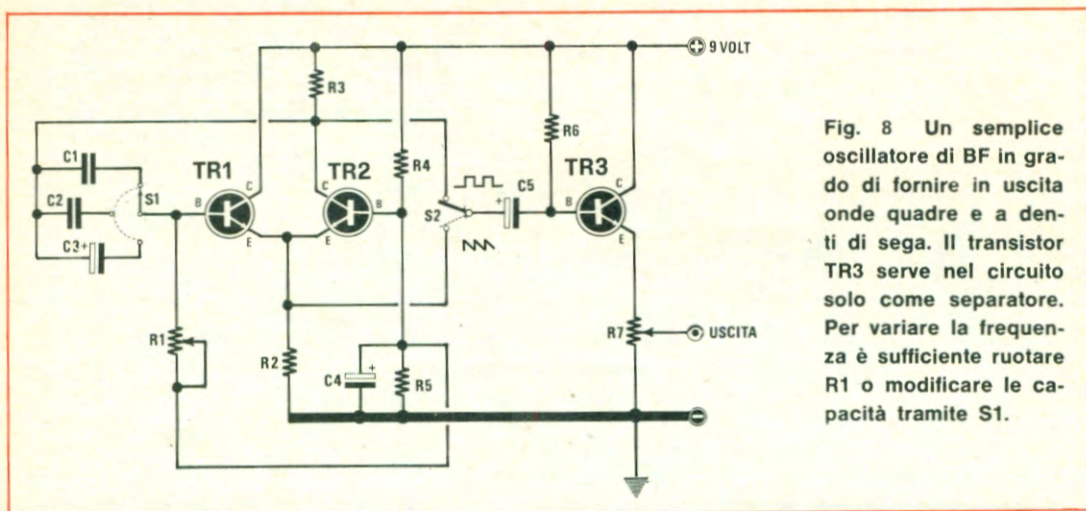 9 VOLT
R3
R4
R6
C1
C2
C3+
S1
TR1
TR2
TR3
B
C
E
C
E
B
S2
+
C5
B
C
E
R1
R2
C4
+
R5
R7
USCITA
Fig. 8 Un semplice
oscillatore di BF in gra-
do di fornire in uscita
onde quadre e a den-
ti di sega. Il transistor
TR3 serve nel circuito
solo come separatore.
Per variare la frequen-
za è sufficiente ruotare
R1 o modificare le ca-
pacità tramite S1.